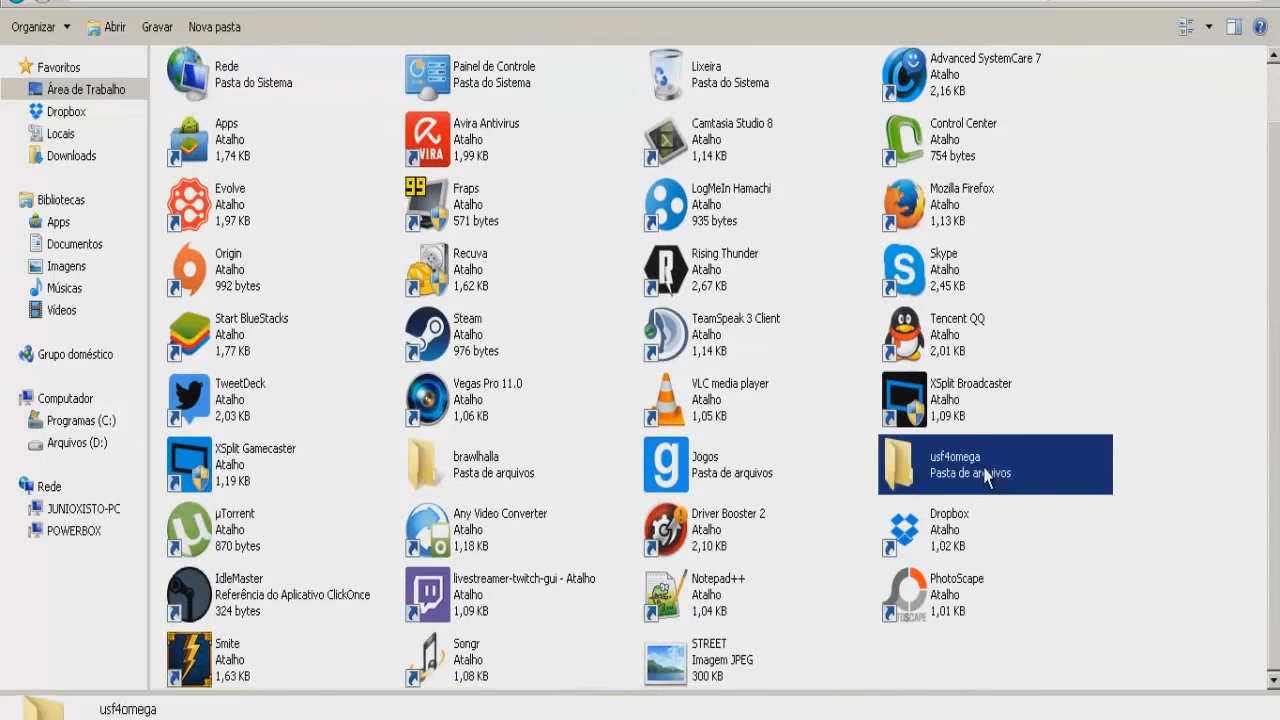 Organizar
Abrir
Gravar
Nova pasta
Favoritos
Área de Trabalho
Dropbox
Locais
Downloads
Bibliotecas
Apps
Documentos
Imagens
Músicas
Vídeos
Grupo doméstico
Computador
Programas (C:)
Arquivos (D:)
Rede
JUNIOXISTO-PC
POWERBOX
Rede
Pasta do Sistema
Painel de Controle
Pasta do Sistema
Lixeira
Pasta do Sistema
Advanced SystemCare 7
Atalho
2,16 KB
Apps
Atalho
1,74 KB
VIRA
Avira Antivirus
Atalho
1,99 KB
Camtasia Studio 8
Atalho
1,14 KB
Control Center
Atalho
754 bytes
Evolve
Atalho
1,97 KB
99
Fraps
Atalho
571 bytes
LogMeIn Hamachi
Atalho
935 bytes
Mozilla Firefox
Atalho
1,13 KB
Origin
Atalho
992 bytes
Recuva
Atalho
1,62 KB
Rising Thunder
Atalho
2,67 KB
Skype
Atalho
2,45 KB
Start BlueStacks
Atalho
1,77 KB
Steam
Atalho
976 bytes
TeamSpeak 3 Client
Atalho
1,14 KB
Tencent QQ
Atalho
2,01 KB
TweetDeck
Atalho
2,03 KB
Vegas Pro 11.0
Atalho
1,06 KB
VLC media player
Atalho
1,05 KB
XSplit Broadcaster
Atalho
1,09 KB
XSplit Gamecaster
Atalho
1,19 KB
brawlhalla
Pasta de arquivos
g
Jogos
Pasta de arquivos
usf4omega
Pasta de arquivos
µTorrent
Atalho
870 bytes
Any Video Converter
Atalho
1,18 KB
Driver Booster 2
Atalho
2,10 KB
Dropbox
Atalho
1,02 KB
IdleMaster
Referência do Aplicativo ClickOnce
324 bytes
livestreamer-twitch-gui - Atalho
Atalho
1,09 KB
Notepad++
Atalho
1,04 KB
TOSCAPE
PhotoScape
Atalho
1,01 KB
Smite
Atalho
1,63 KB
Songr
Atalho
1,08 KB
STREET
Imagem JPEG
300 KB
usf4omega